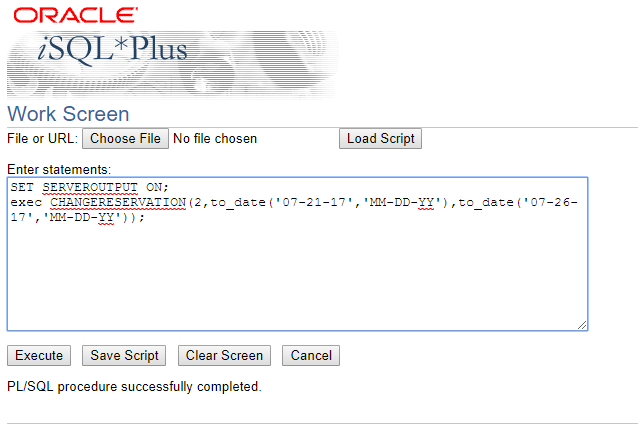 ORACLE
iSQL*Plus
Work Screen
File or URL: Choose File No file chosen Load Script
Enter statements:
SET SERVEROUTPUT ON;
exec CHANGERESERVATION(2,to_date('07-21-17','MM-DD-YY'),to_date('07-26-
17','MM-DD-YY'));
Execute Save Script Clear Screen Cancel
PL/SQL procedure successfully completed.